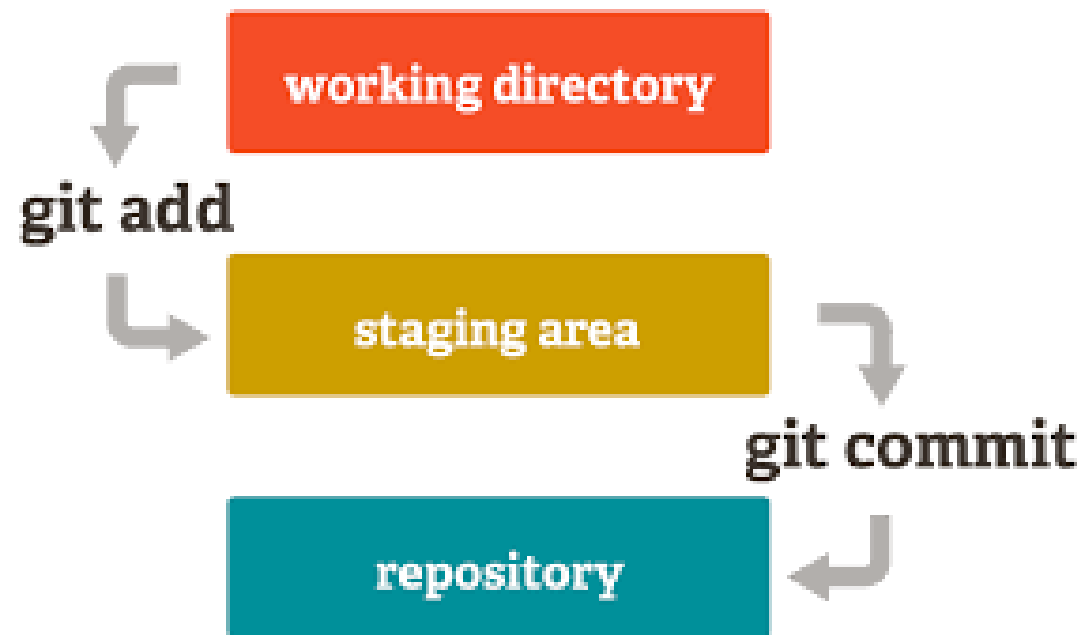 working directory
git add
staging area
git commit
repository